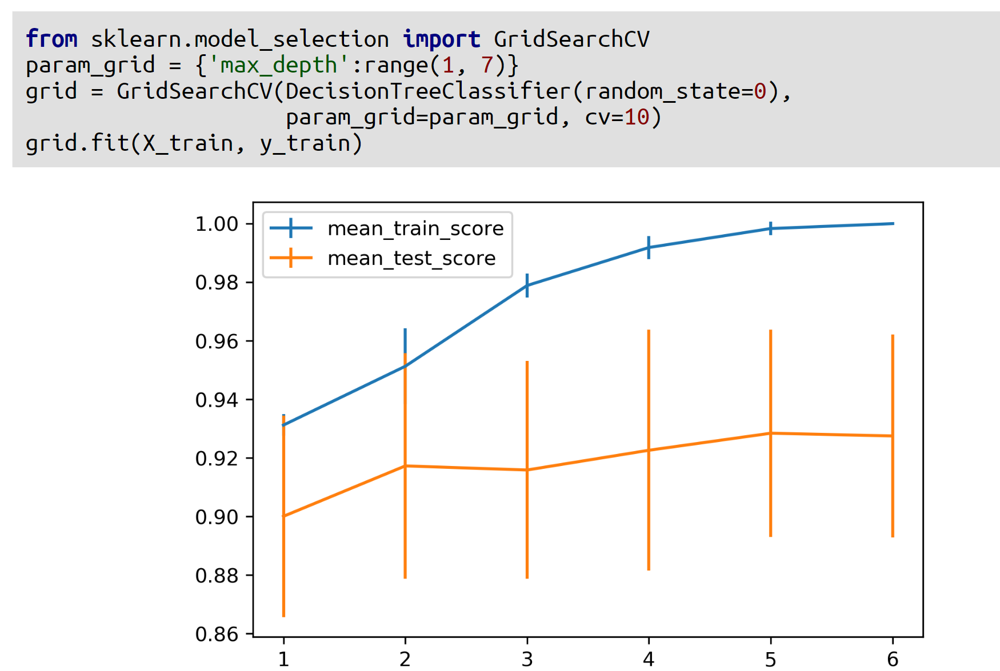 from sklearn.model_selection import GridSearchCV
param_grid = {'max_depth':range(1, 7)}
grid = GridSearchCV(DecisionTreeClassifier(random_state=0),
                    param_grid=param_grid, cv=10)
grid.fit(X_train, y_train)
mean_train_score
mean_test_score
1.00
0.98
0.96
0.94
0.92
0.90
0.88
0.86
1 2 3 4 5 6